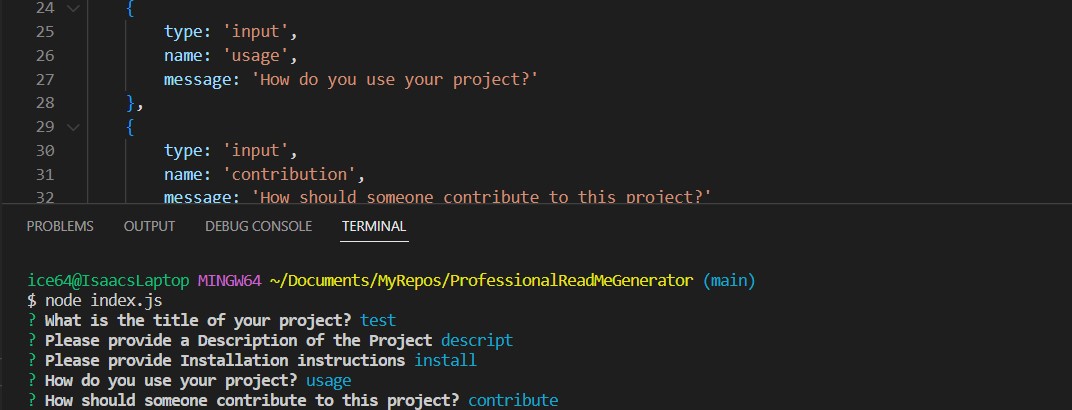 24 {
25 type: 'input',
26 name: 'usage',
27 message: 'How do you use your project?'
28 },
29 {
30 type: 'input',
31 name: 'contribution',
32 message: 'How should someone contribute to this project?'
PROBLEMS OUTPUT DEBUG CONSOLE TERMINAL
ice64@IsaacsLaptop MINGW64 ~/Documents/MyRepos/ProfessionalReadMeGenerator (main)
$ node index.js
? What is the title of your project? test
? Please provide a Description of the Project descript
? Please provide Installation instructions install
? How do you use your project? usage
? How should someone contribute to this project? contribute